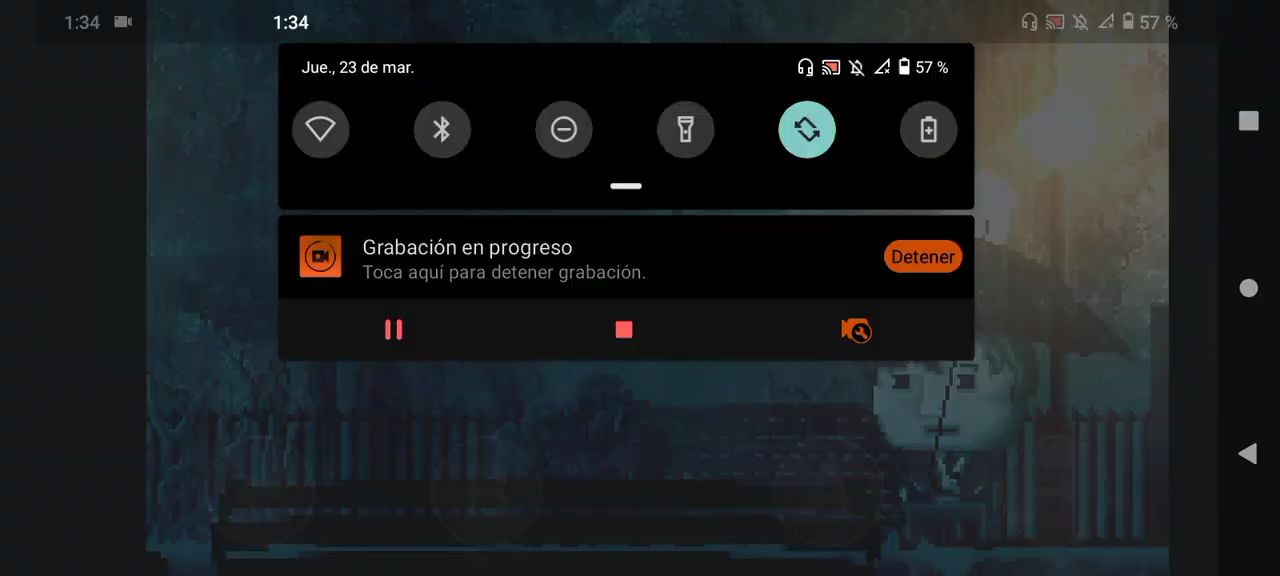 1:34
1:34
57 %
Jue., 23 de mar.
57 %
Grabación en progreso
Toca aquí para detener grabación.
Detener